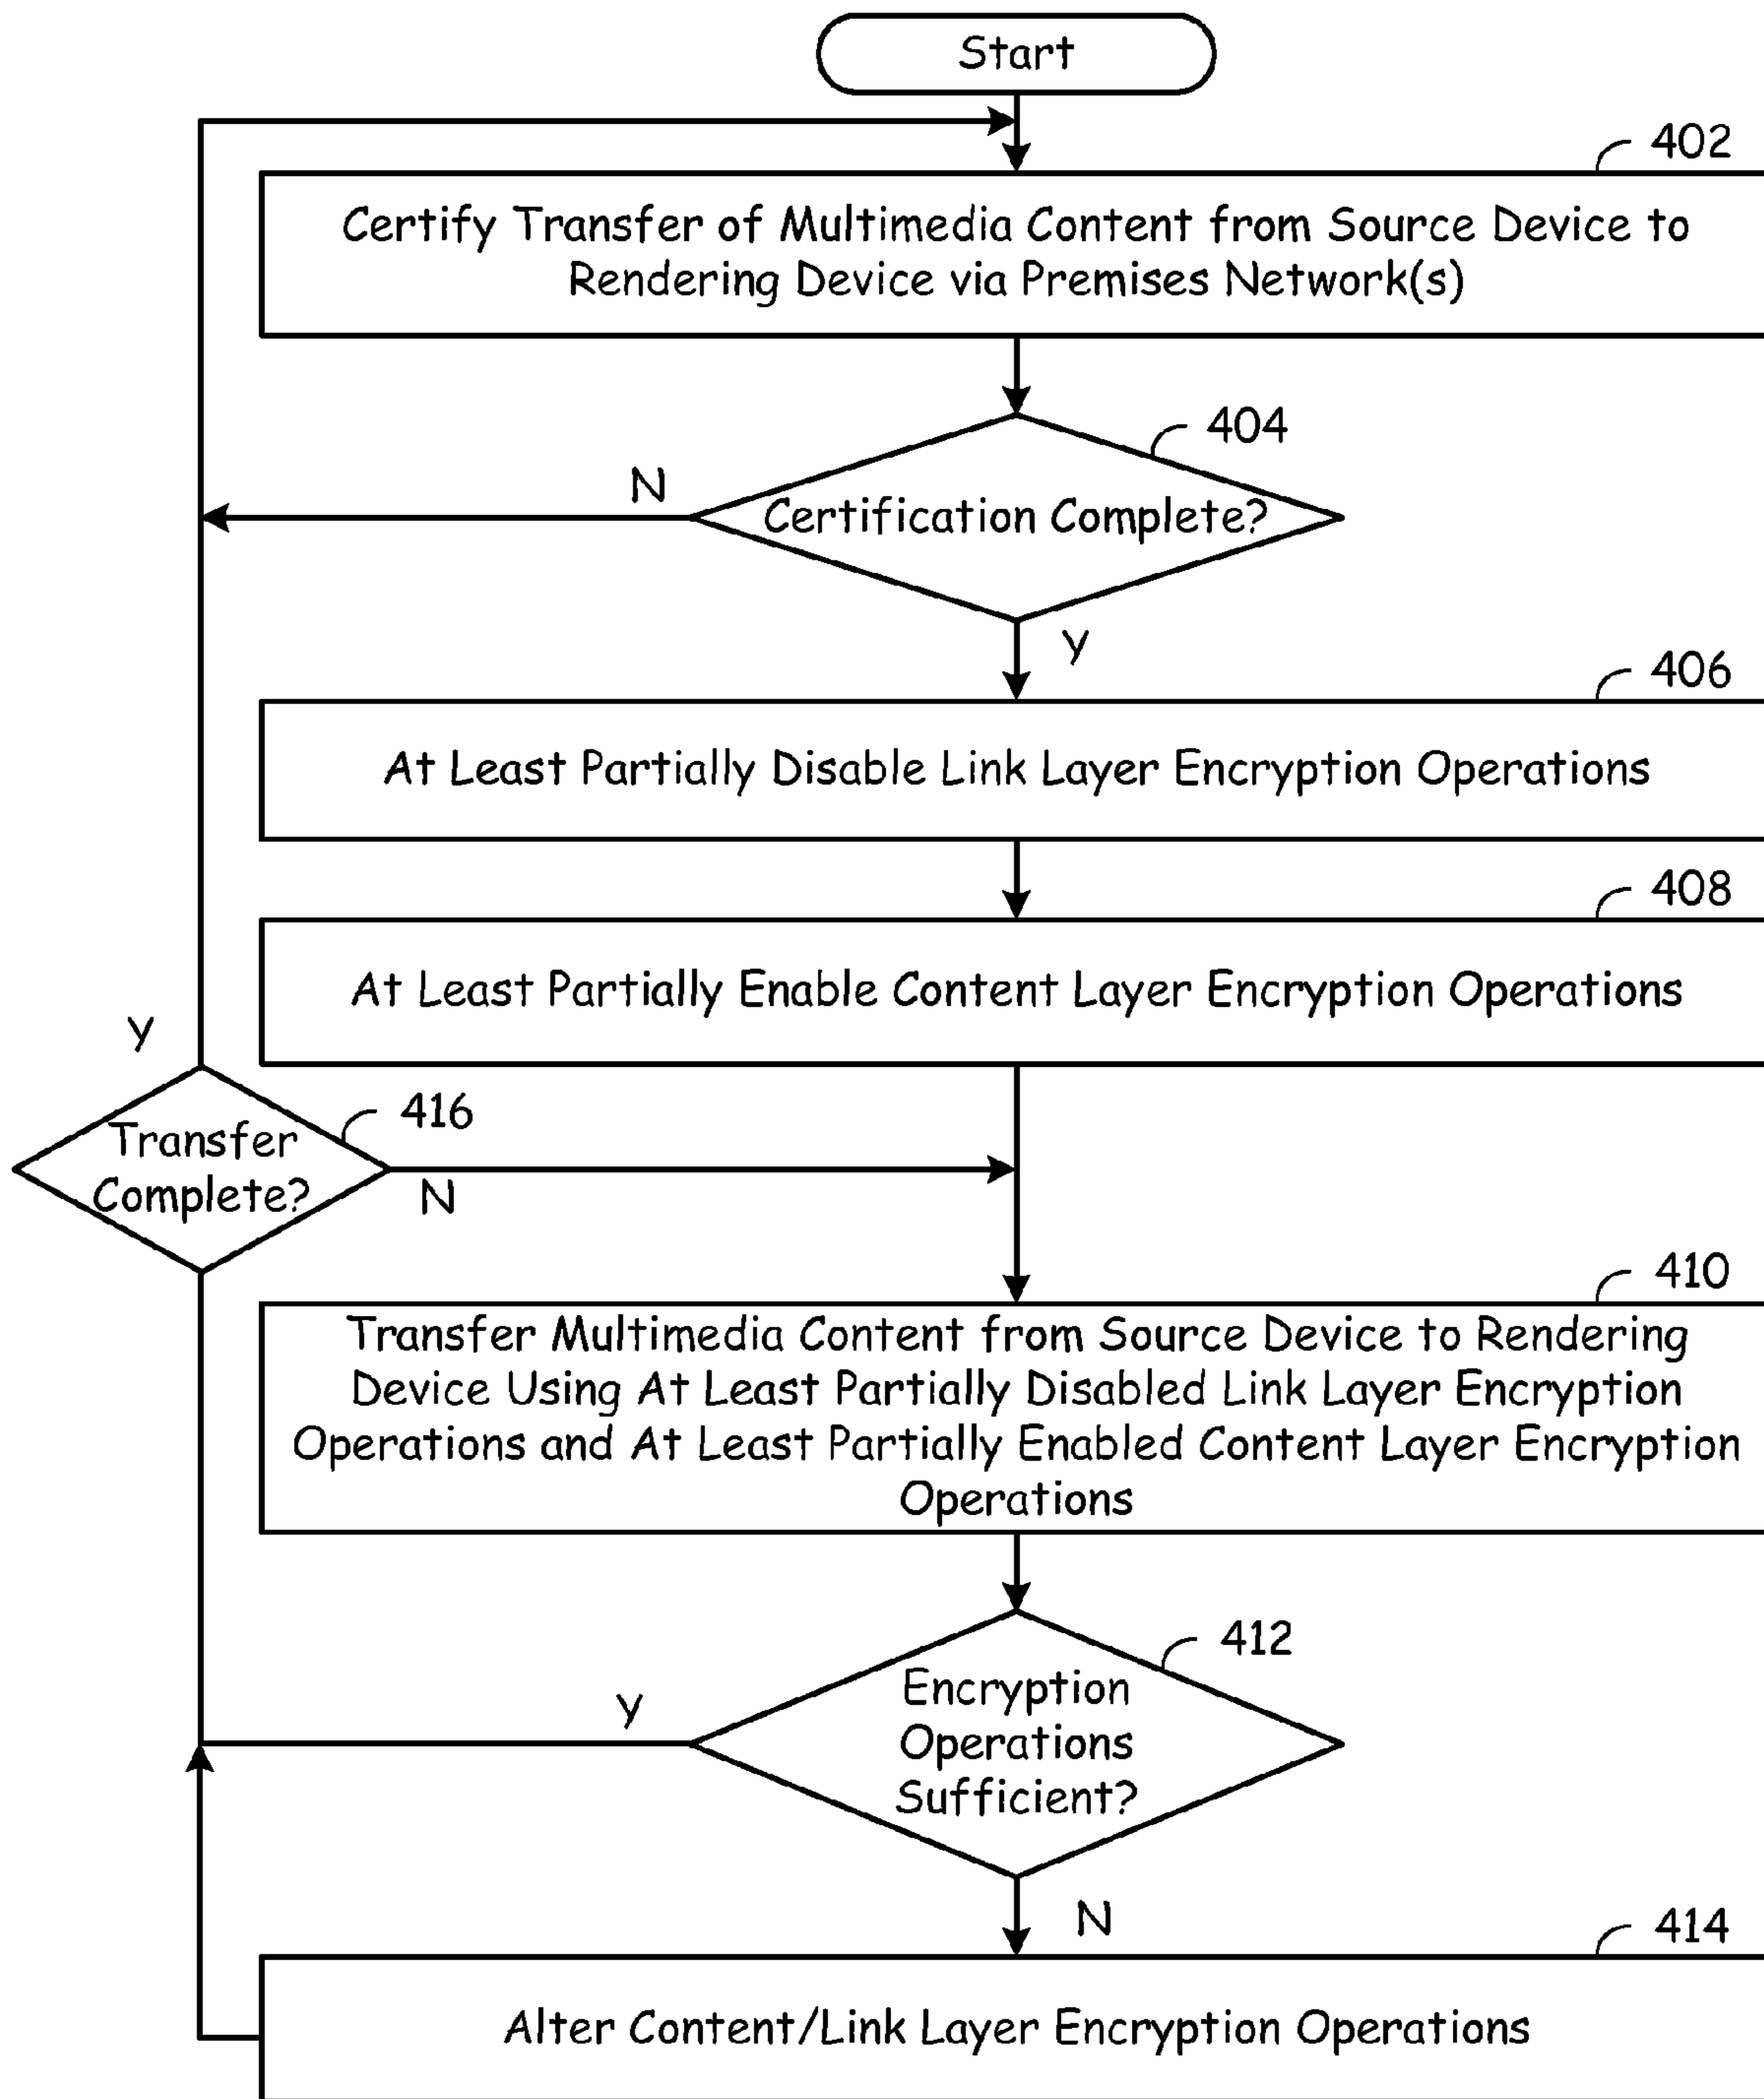 Start
402
Certify Transfer of Multimedia Content from Source Device to
Rendering Device via Premises Network(s)
404
N
Certification Complete?
Y
406
At Least Partially Disable Link Layer Encryption Operations
408
At Least Partially Enable Content Layer Encryption Operations
Y
416
Transfer
Complete?
N
410
Transfer Multimedia Content from Source Device to Rendering
Device Using At Least Partially Disabled Link Layer Encryption
Operations and At Least Partially Enabled Content Layer Encryption
Operations
412
Y
Encryption
Operations
Sufficient?
N
414
Alter Content/Link Layer Encryption Operations